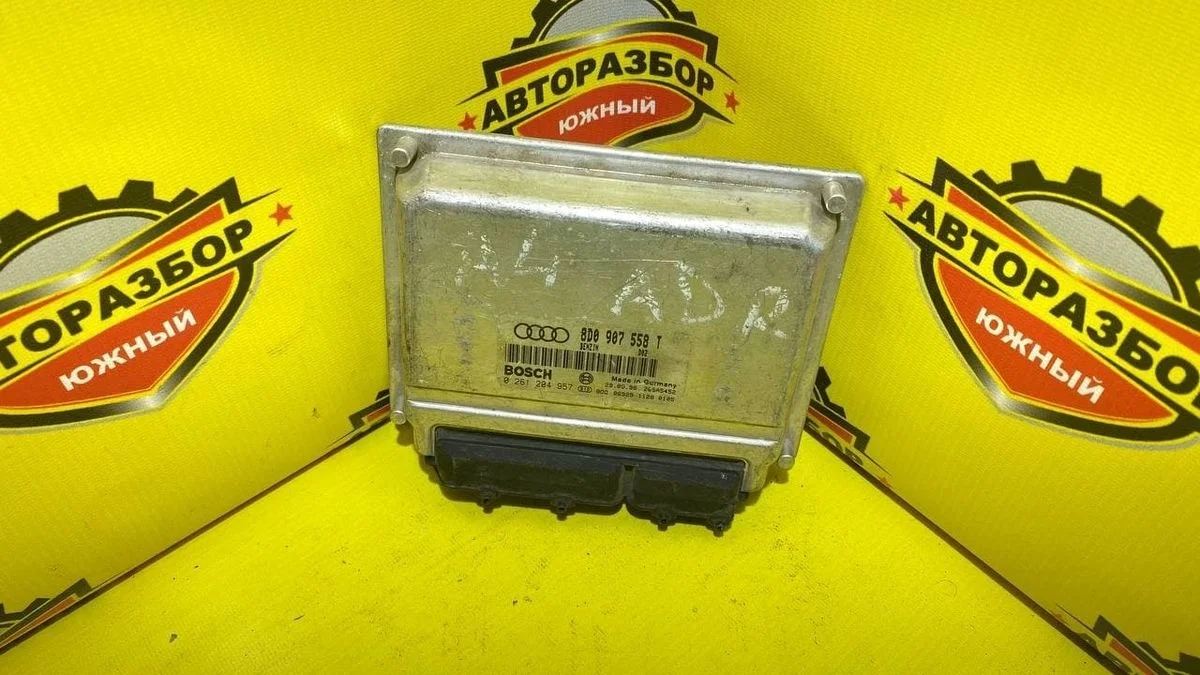 АВТОРАЗБОР
ЮЖНЫЙ
АВТОРАЗБОР
ЮЖНЫЙ
АВТОРАЗБОР
ЮЖНЫЙ
A4 ADR
8D0 907 558 T
BENZIN D02
BOSCH
Made in Germany
0 261 204 957